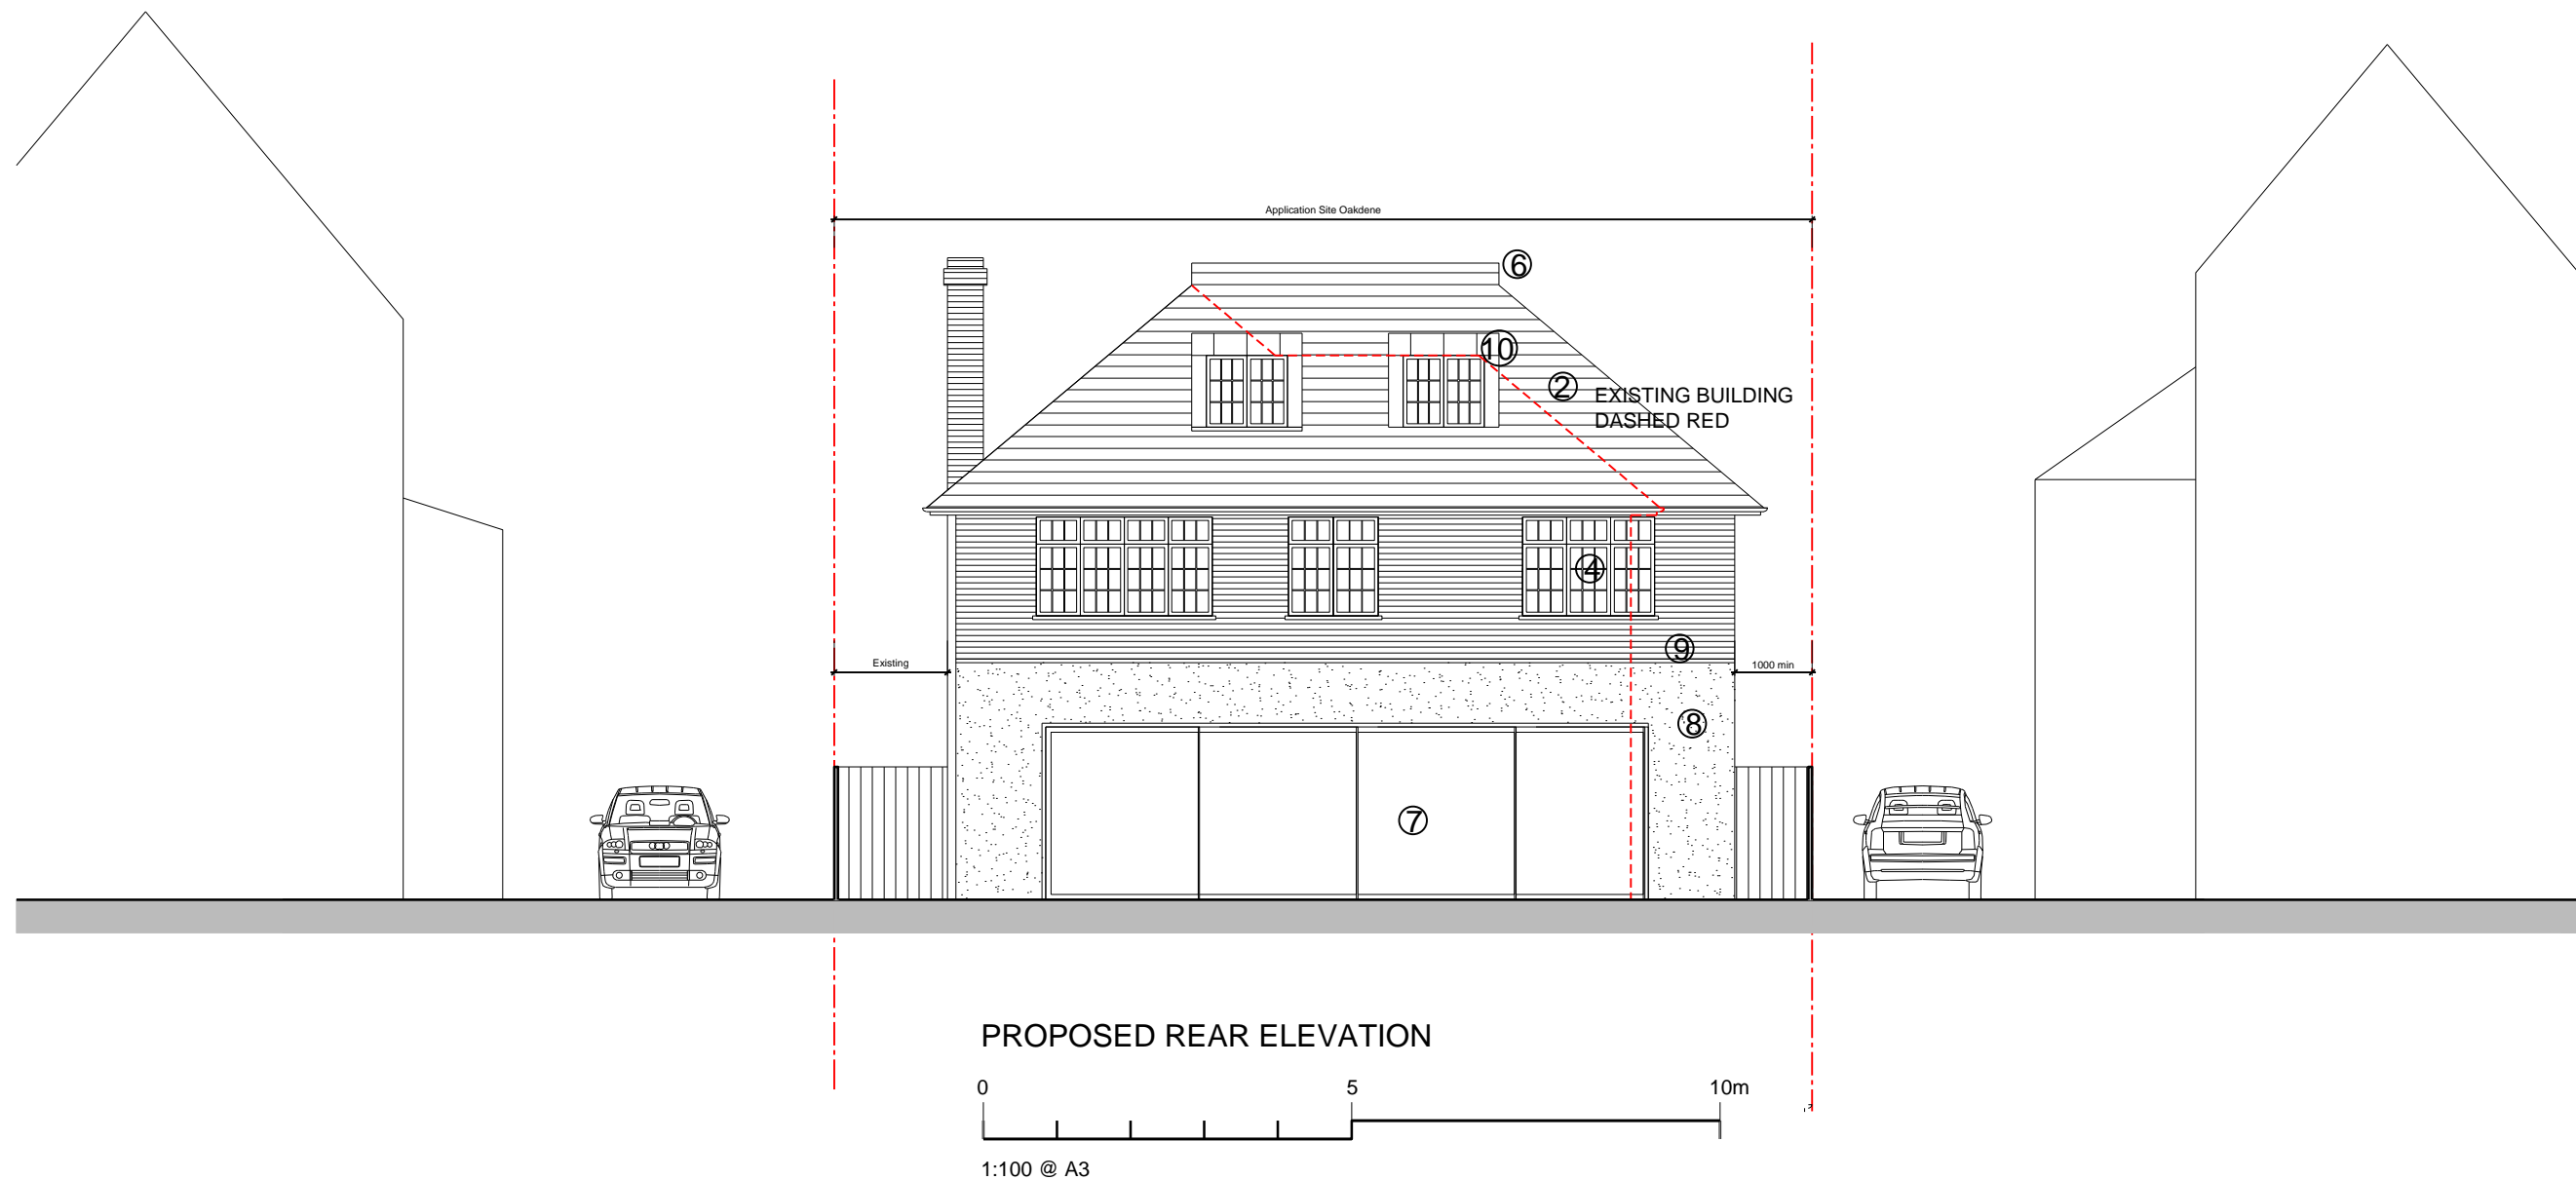 Application Site Oakdene
6
10
2
EXISTING BUILDING
DASHED RED
4
9
Existing
1000 min
8
7
PROPOSED REAR ELEVATION
0 5 10m
1:100 @ A3